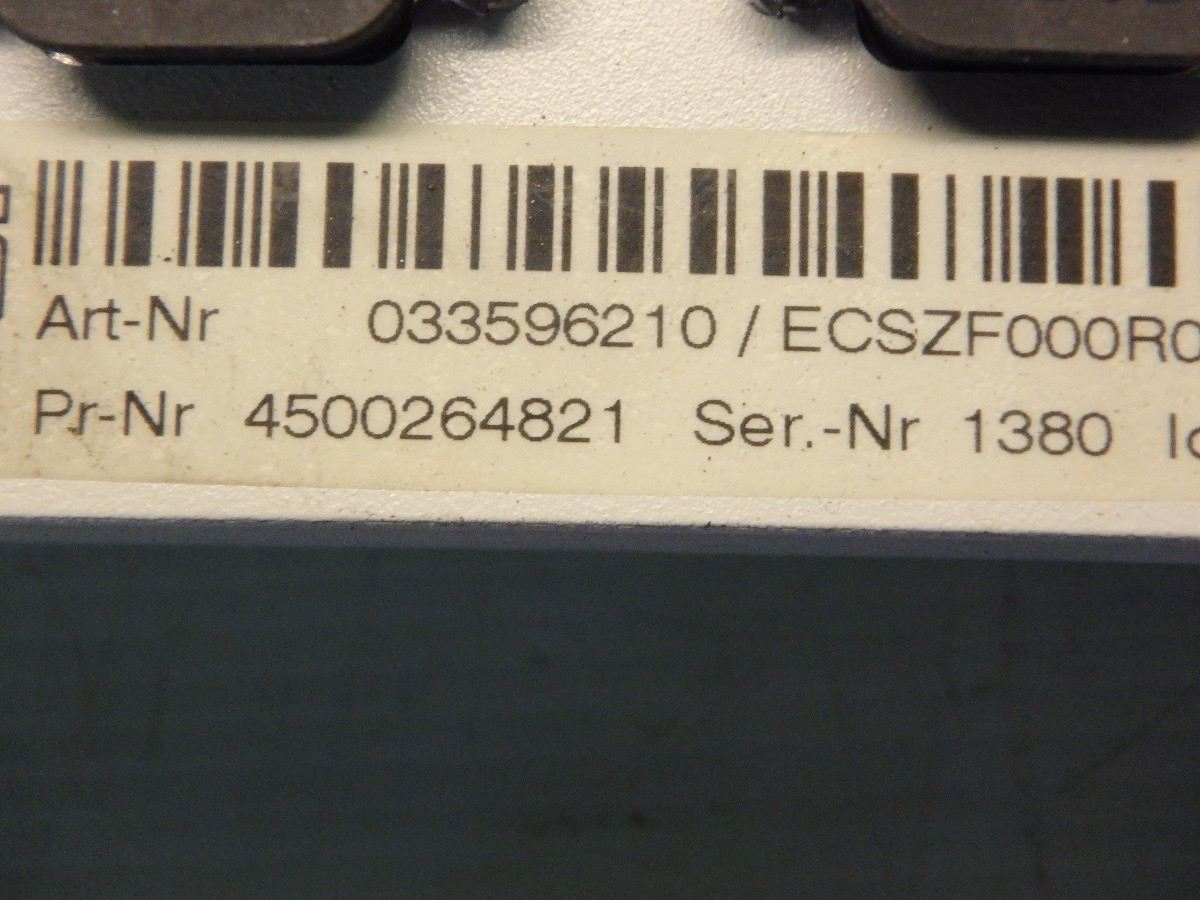 Art-Nr 033596210 / ECSZF000R0
Pr-Nr 4500264821 Ser.-Nr 1380